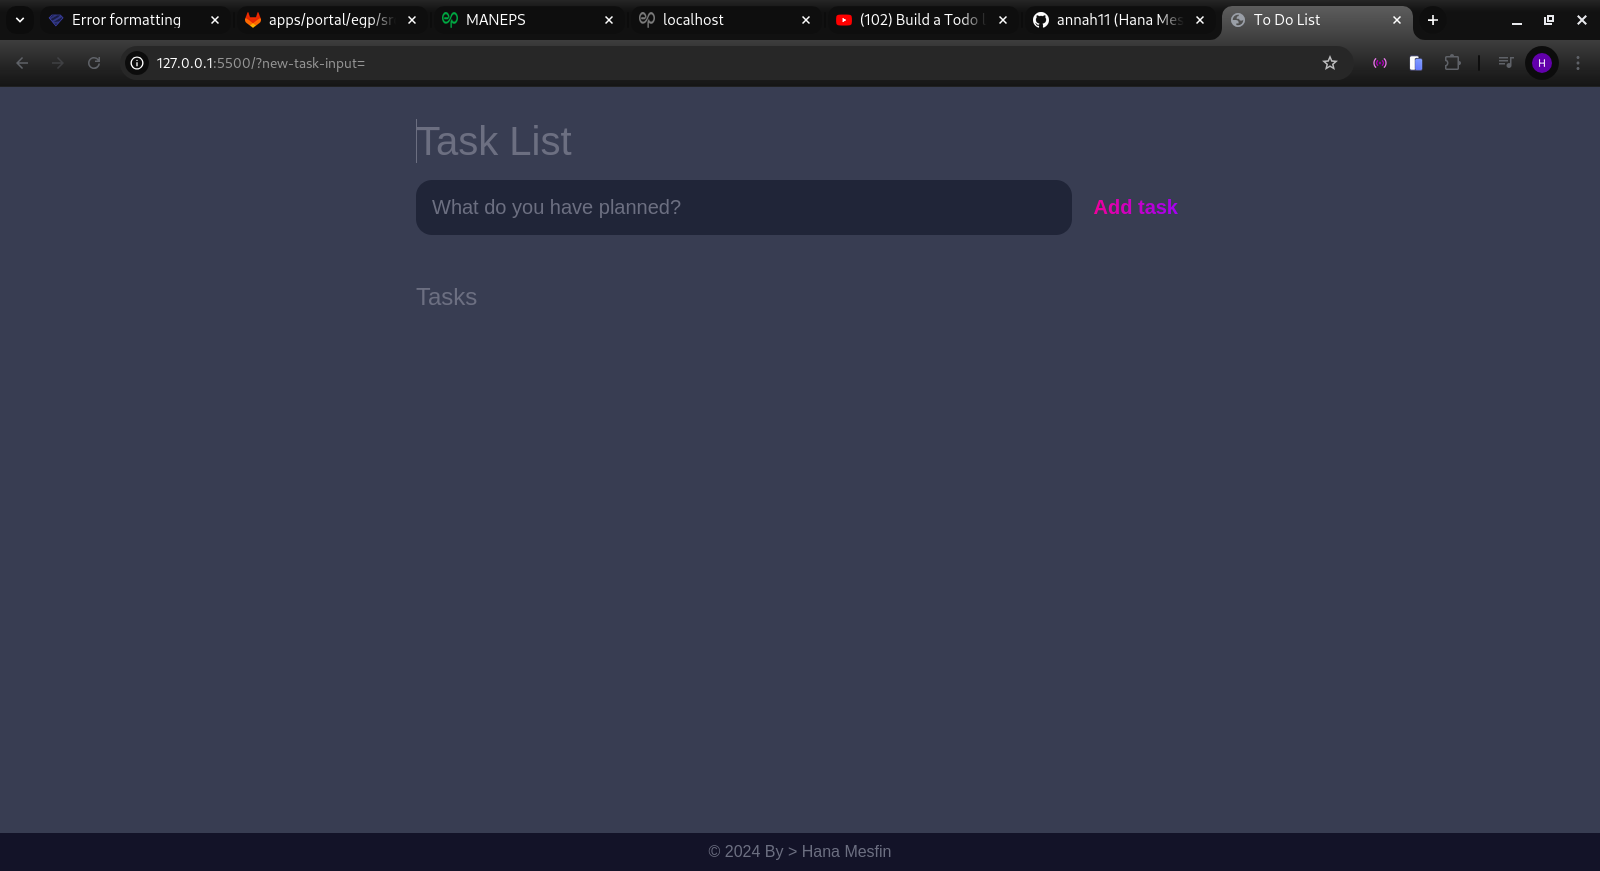 Error formatting
apps/portal/egp/sr
MANEPS
localhost
(102) Build a Todo
annah11 (Hana Mes
To Do List
127.0.0.1:5500/?new-task-input=
H
Task List
What do you have planned?
Add task
Tasks
© 2024 By > Hana Mesfin